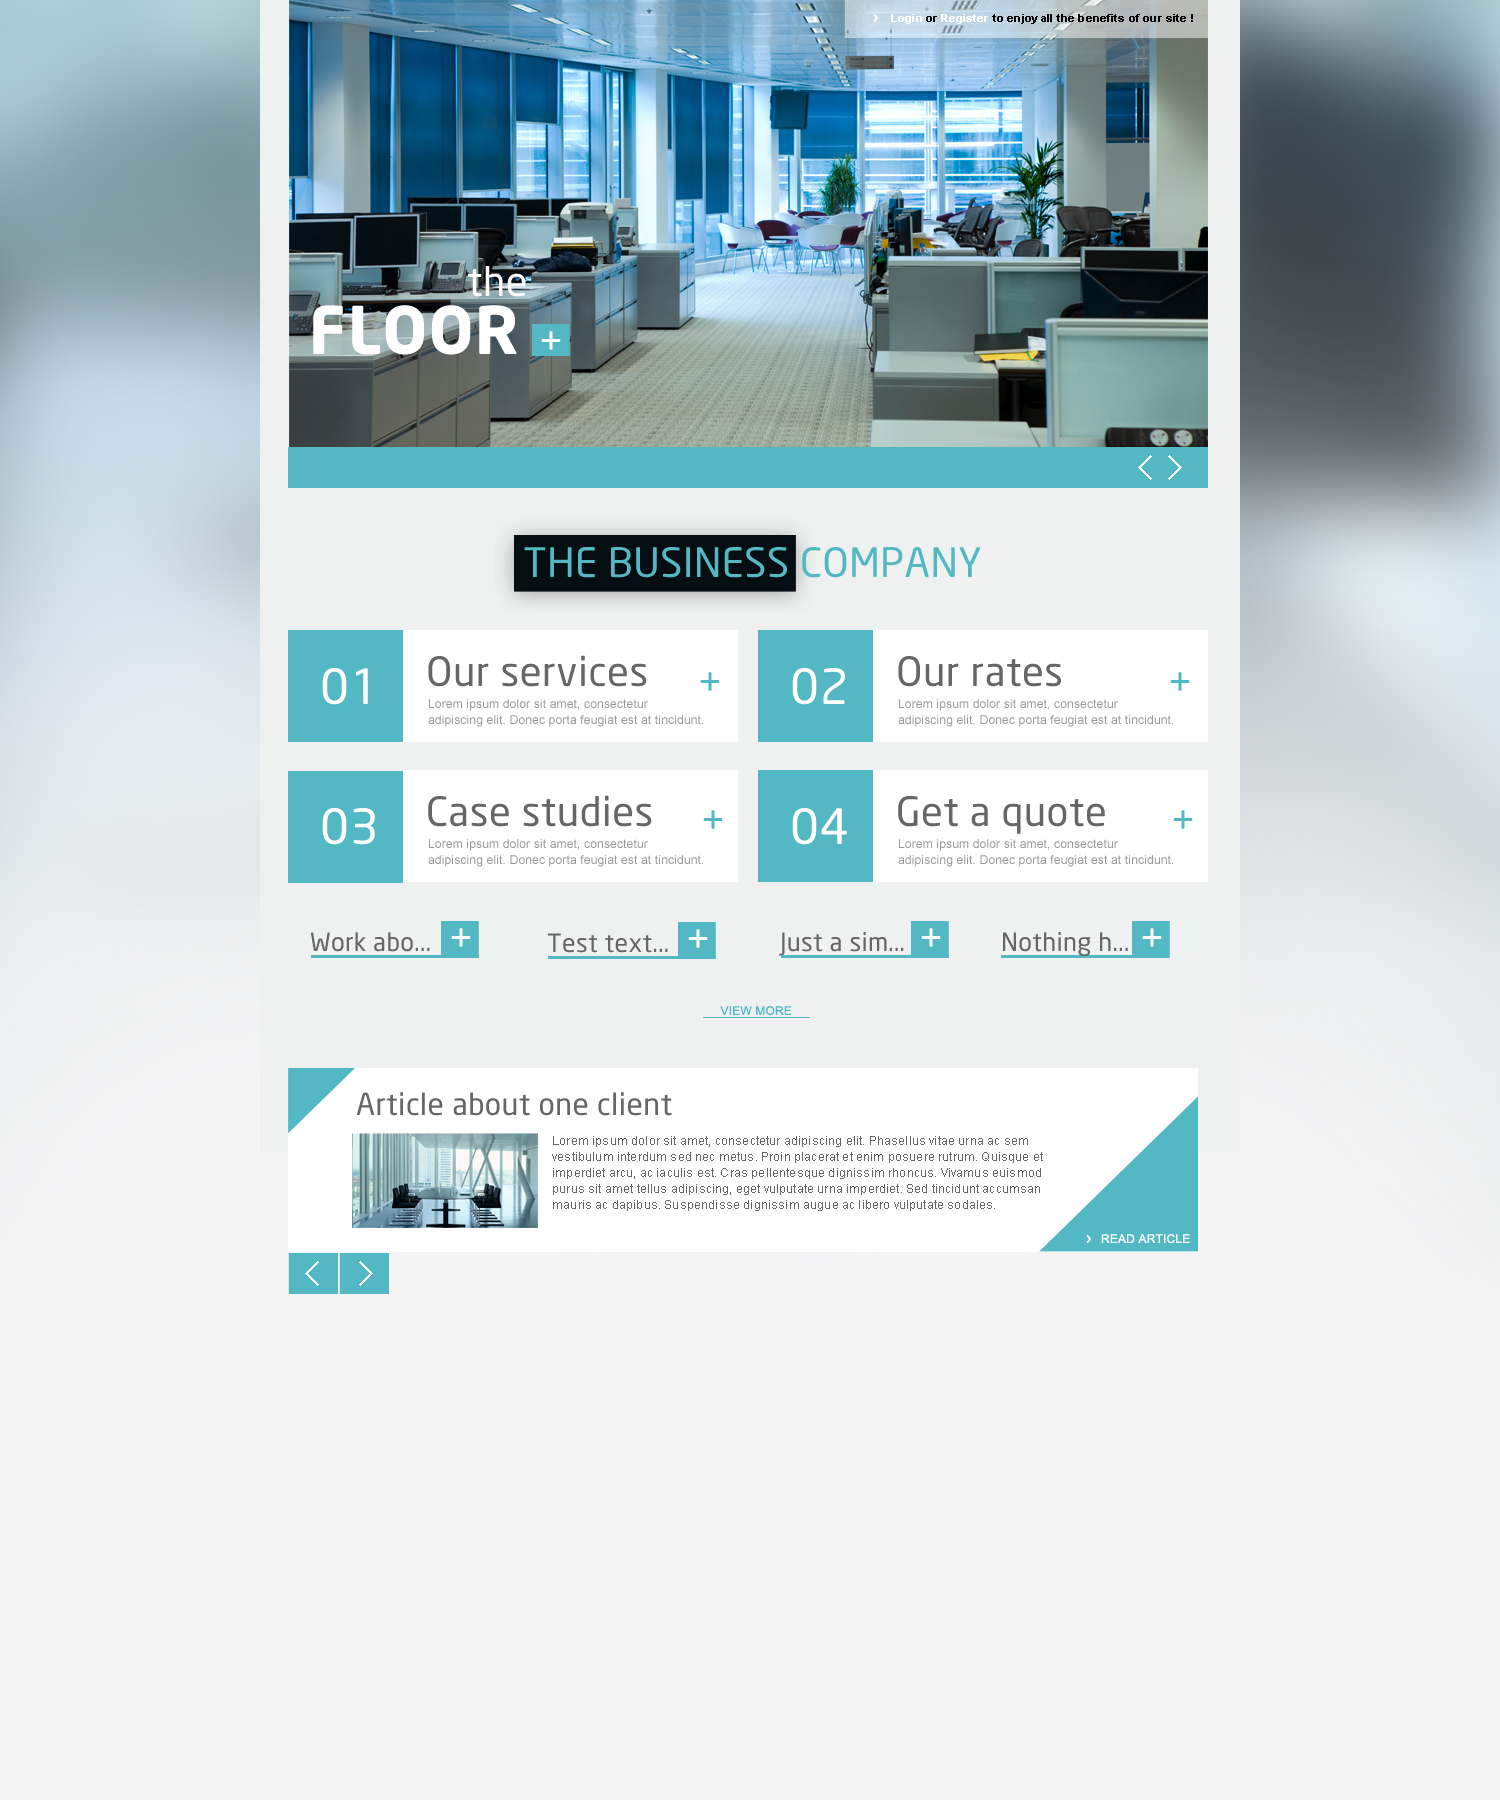 › Login or Register to enjoy all the benefits of our site !
the
FLOOR +
THE BUSINESS COMPANY
01
Our services +
Lorem ipsum dolor sit amet, consectetur
adipiscing elit. Donec porta feugiat est at tincidunt.
02
Our rates +
Lorem ipsum dolor sit amet, consectetur
adipiscing elit. Donec porta feugiat est at tincidunt.
03
Case studies +
Lorem ipsum dolor sit amet, consectetur
adipiscing elit. Donec porta feugiat est at tincidunt.
04
Get a quote +
Lorem ipsum dolor sit amet, consectetur
adipiscing elit. Donec porta feugiat est at tincidunt.
Work abo... +
Test text... +
Just a sim... +
Nothing h... +
VIEW MORE
Article about one client
Lorem ipsum dolor sit amet, consectetur adipiscing elit. Phasellus vitae urna ac sem
vestibulum interdum sed nec metus. Proin placerat et enim posuere rutrum. Quisque et
imperdiet arcu, ac iaculis est. Cras pellentesque dignissim rhoncus. Vivamus euismod
purus sit amet tellus adipiscing, eget vulputate urna imperdiet. Sed tincidunt accumsan
mauris ac dapibus. Suspendisse dignissim augue ac libero vulputate sodales.
› READ ARTICLE